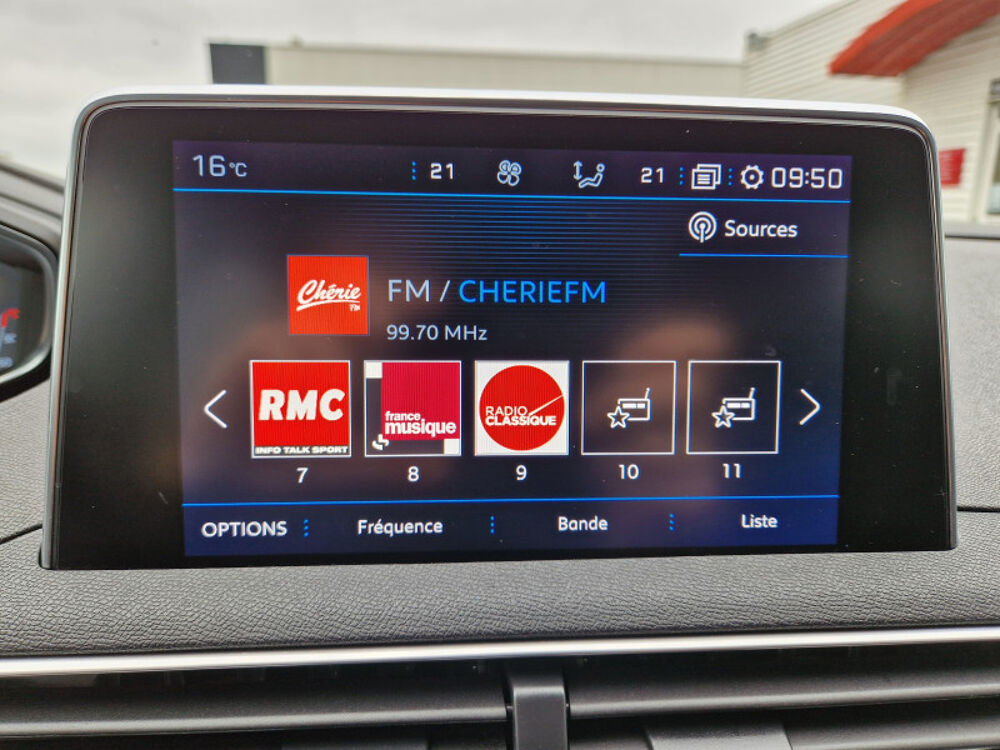 16°C 21 21 09:50
Sources
Chérie FM
FM / CHERIEFM
99.70 MHz
RMC
INFO TALK SPORT
france
musique
RADIO
CLASSIQUE
7 8 9 10 11
OPTIONS Fréquence Bande Liste